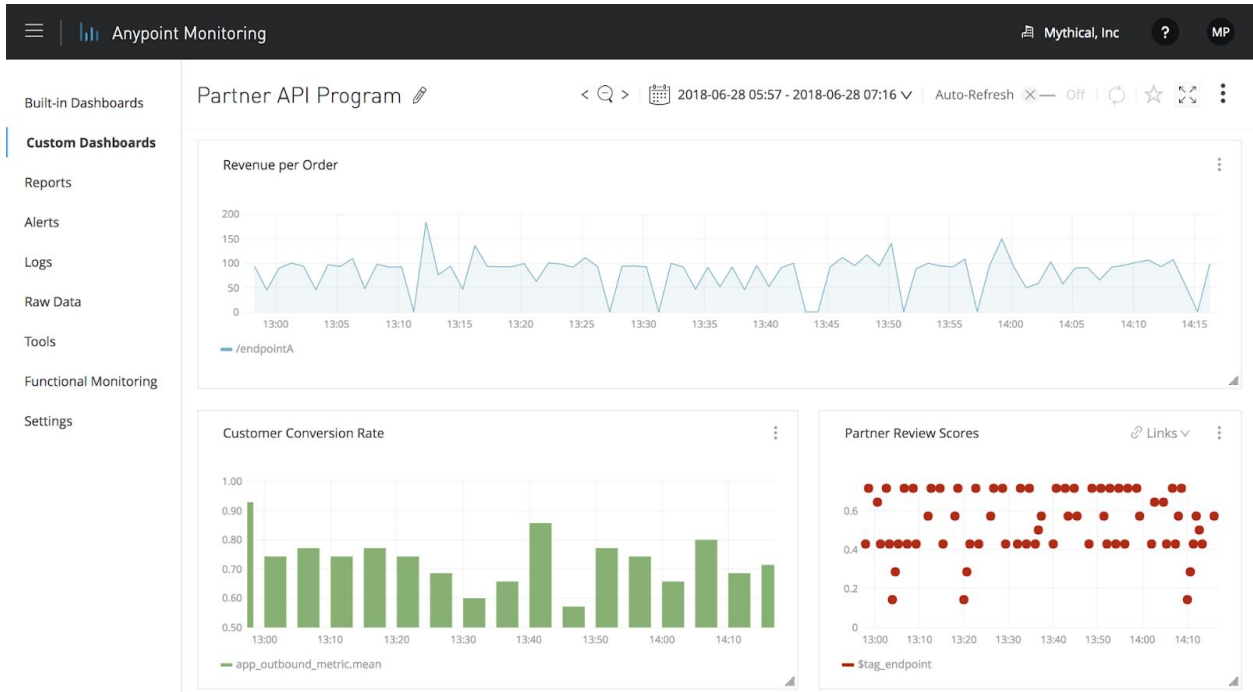 Anypoint Monitoring
Mythical, Inc ? MP
Built-in Dashboards
Custom Dashboards
Reports
Alerts
Logs
Raw Data
Tools
Functional Monitoring
Settings
Partner API Program
< > 2018-06-28 05:57 - 2018-06-28 07:16 Auto-Refresh Off
Revenue per Order
200
150
100
50
0
13:00 13:05 13:10 13:15 13:20 13:25 13:30 13:35 13:40 13:45 13:50 13:55 14:00 14:05 14:10 14:15
/endpointA
Customer Conversion Rate
1.00
0.90
0.80
0.70
0.60
0.50
13:00 13:10 13:20 13:30 13:40 13:50 14:00 14:10
app_outbound_metric.mean
Partner Review Scores
Links
0.6
0.4
0.2
0
13:00 13:10 13:20 13:30 13:40 13:50 14:00 14:10
$tag_endpoint